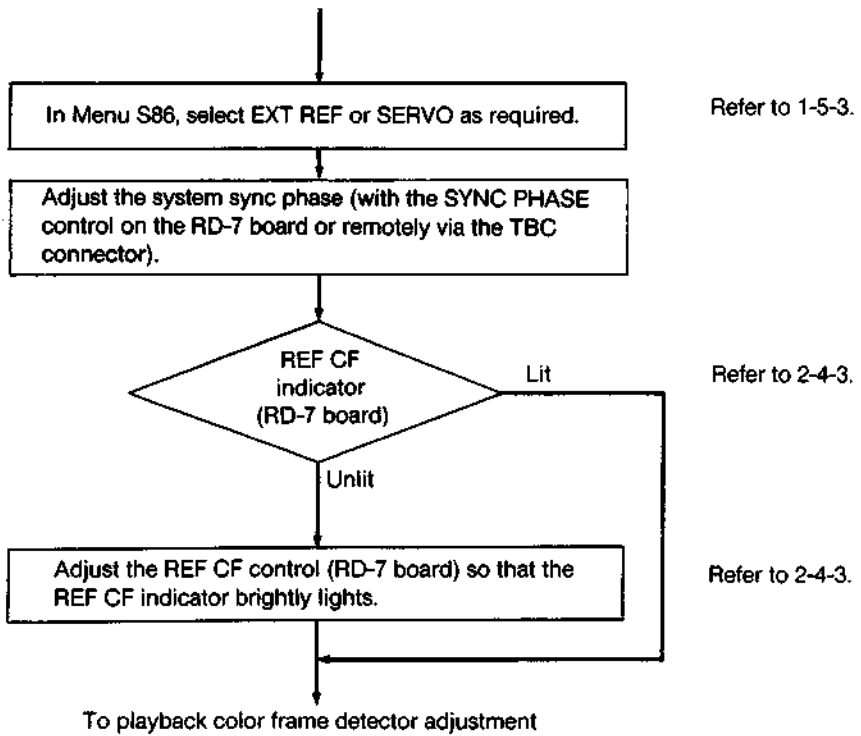 In Menu S86, select EXT REF or SERVO as required.
Refer to 1-5-3.
Adjust the system sync phase (with the SYNC PHASE
control on the RD-7 board or remotely via the TBC
connector).
REF CF
indicator
(RD-7 board)
Lit
Refer to 2-4-3.
Unlit
Adjust the REF CF control (RD-7 board) so that the
REF CF indicator brightly lights.
Refer to 2-4-3.
To playback color frame detector adjustment